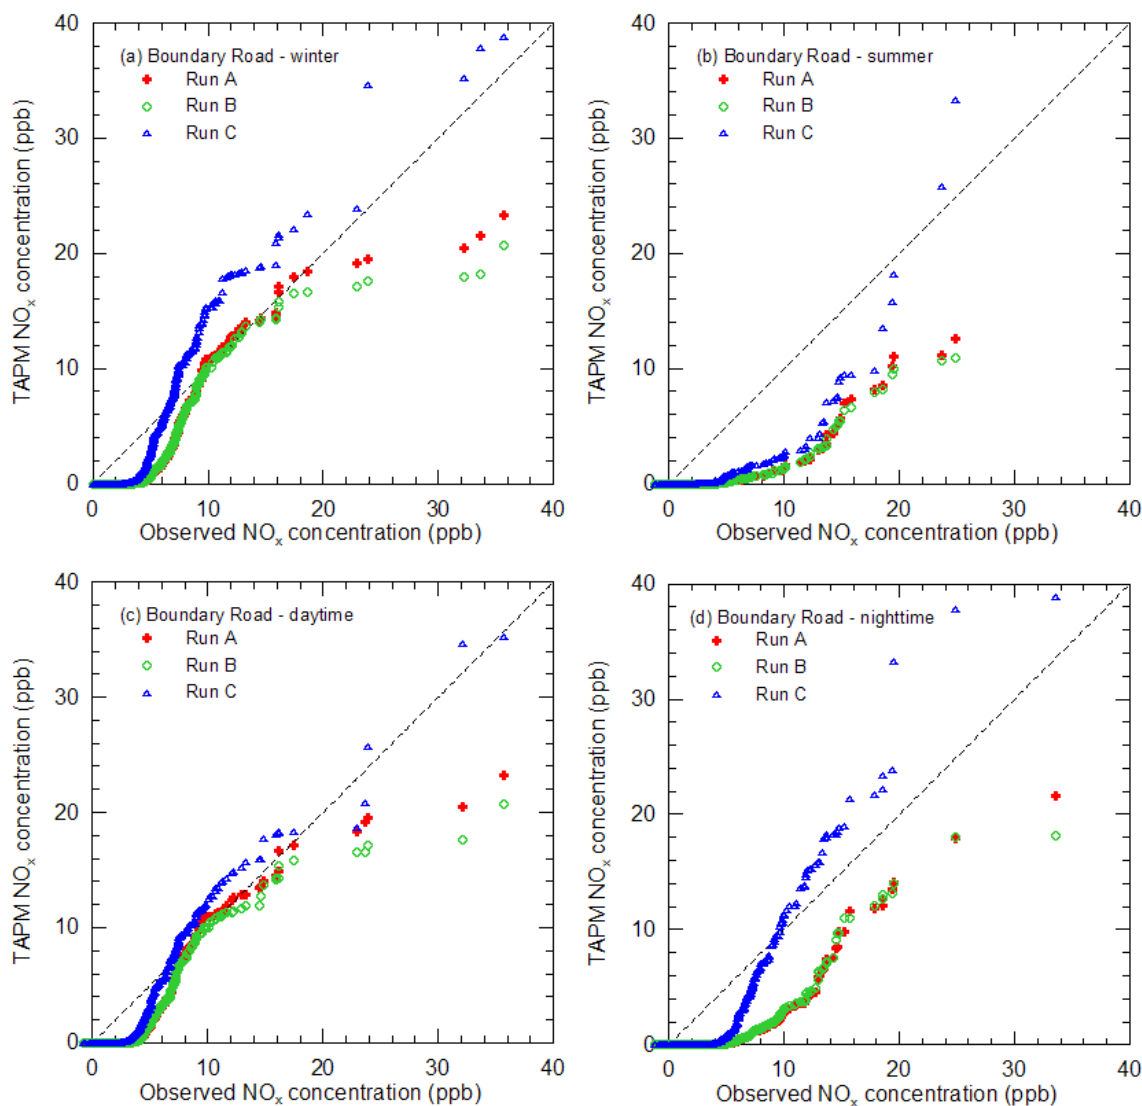 (a) Boundary Road - winter
Run A
Run B
Run C
TAPM NOx concentration (ppb)
40
30
20
10
0
0 10 20 30 40
Observed NOx concentration (ppb)
(b) Boundary Road - summer
Run A
Run B
Run C
TAPM NOx concentration (ppb)
40
30
20
10
0
0 10 20 30 40
Observed NOx concentration (ppb)
(c) Boundary Road - daytime
Run A
Run B
Run C
TAPM NOx concentration (ppb)
40
30
20
10
0
0 10 20 30 40
Observed NOx concentration (ppb)
(d) Boundary Road - nighttime
Run A
Run B
Run C
TAPM NOx concentration (ppb)
40
30
20
10
0
0 10 20 30 40
Observed NOx concentration (ppb)